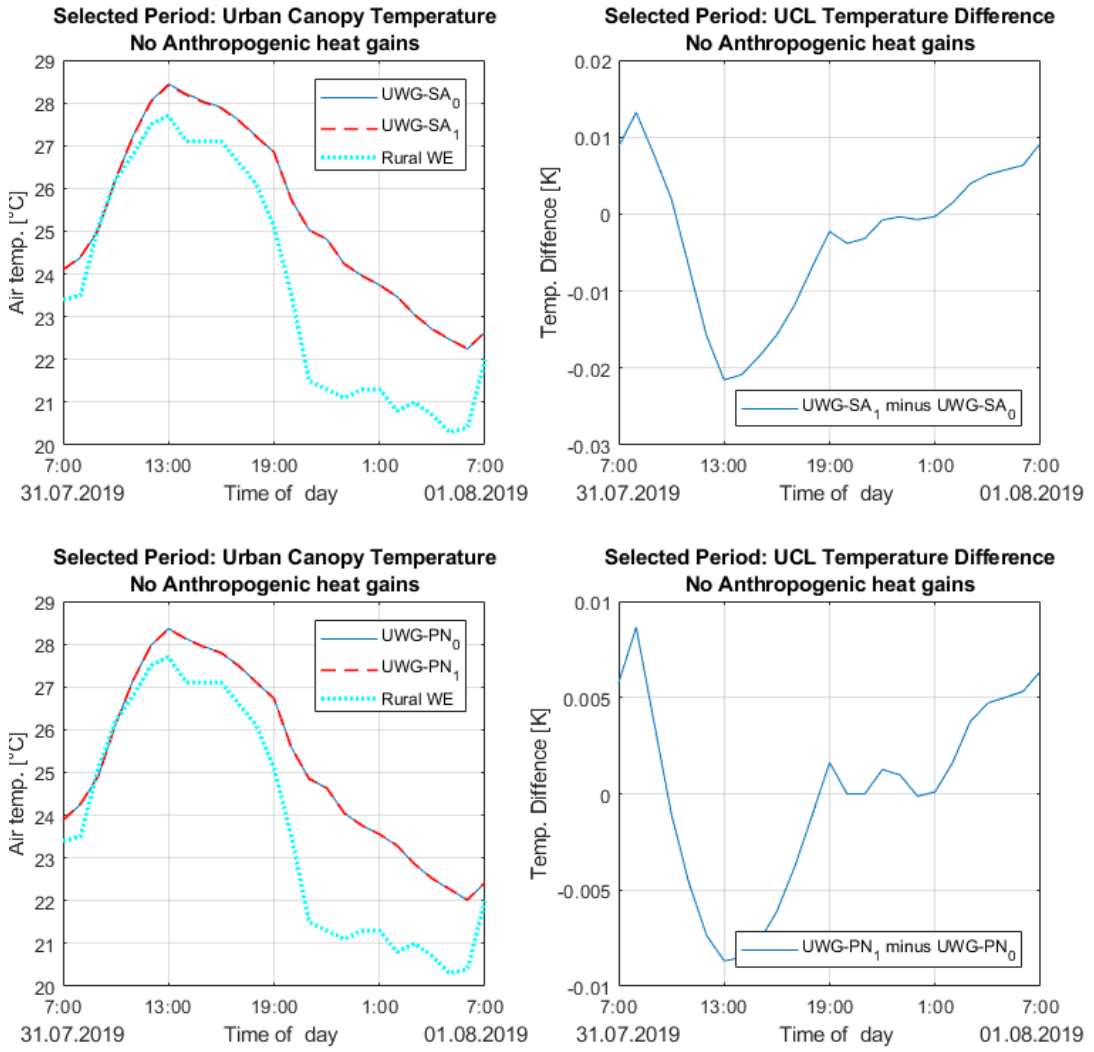 Selected Period: Urban Canopy Temperature
No Anthropogenic heat gains
29
28
27
26
25
24
23
22
21
20
Air temp. [°C]
UWG-SA₀
UWG-SA₁
Rural WE
7:00
13:00
19:00
1:00
7:00
31.07.2019
Time of day
01.08.2019
Selected Period: UCL Temperature Difference
No Anthropogenic heat gains
0.02
0.01
0
-0.01
-0.02
-0.03
Temp. Diffence [K]
UWG-SA₁ minus UWG-SA₀
7:00
13:00
19:00
1:00
7:00
31.07.2019
Time of day
01.08.2019
Selected Period: Urban Canopy Temperature
No Anthropogenic heat gains
29
28
27
26
25
24
23
22
21
20
Air temp. [°C]
UWG-PN₀
UWG-PN₁
Rural WE
7:00
13:00
19:00
1:00
7:00
31.07.2019
Time of day
01.08.2019
Selected Period: UCL Temperature Difference
No Anthropogenic heat gains
0.01
0.005
0
-0.005
-0.01
Temp. Diffence [K]
UWG-PN₁ minus UWG-PN₀
7:00
13:00
19:00
1:00
7:00
31.07.2019
Time of day
01.08.2019